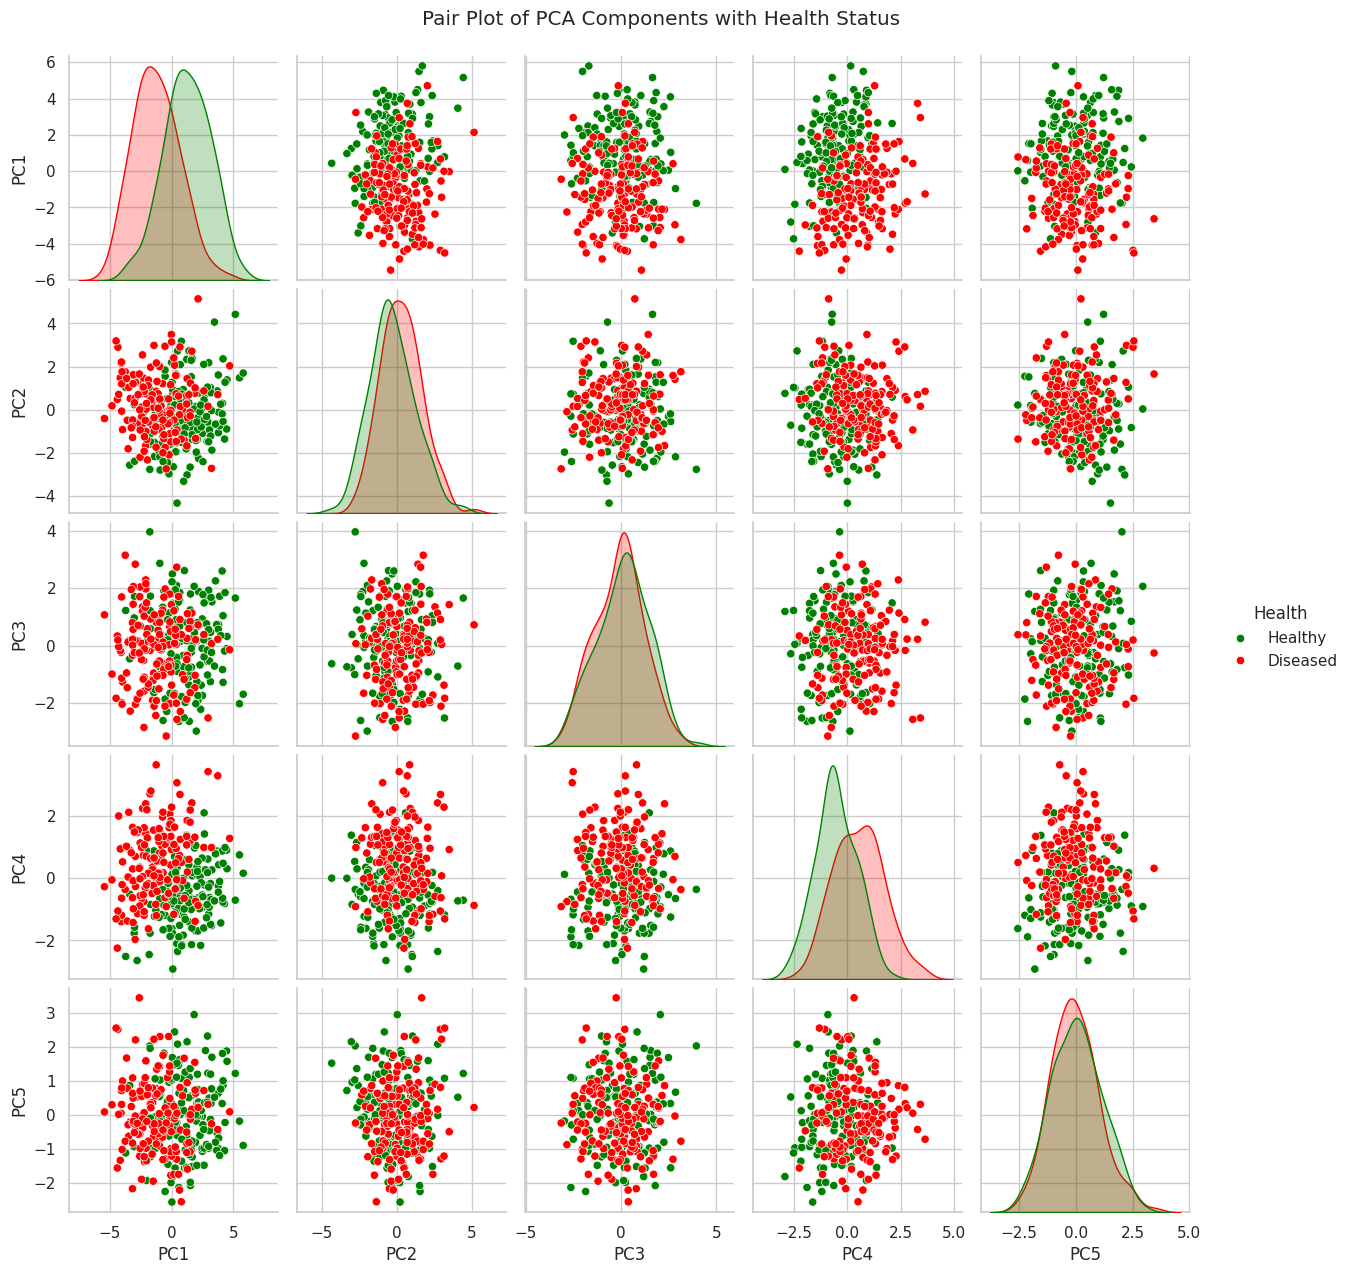 Pair Plot of PCA Components with Health Status
6
4
2
0
−2
−4
−6
PC1
4
2
0
−2
−4
PC2
4
2
0
−2
PC3
Health
Healthy
Diseased
2
0
−2
PC4
3
2
1
0
−1
−2
PC5
−5 0 5
PC1
−5 0 5
PC2
−5 0 5
PC3
−2.5 0.0 2.5 5.0
PC4
−2.5 0.0 2.5 5.0
PC5